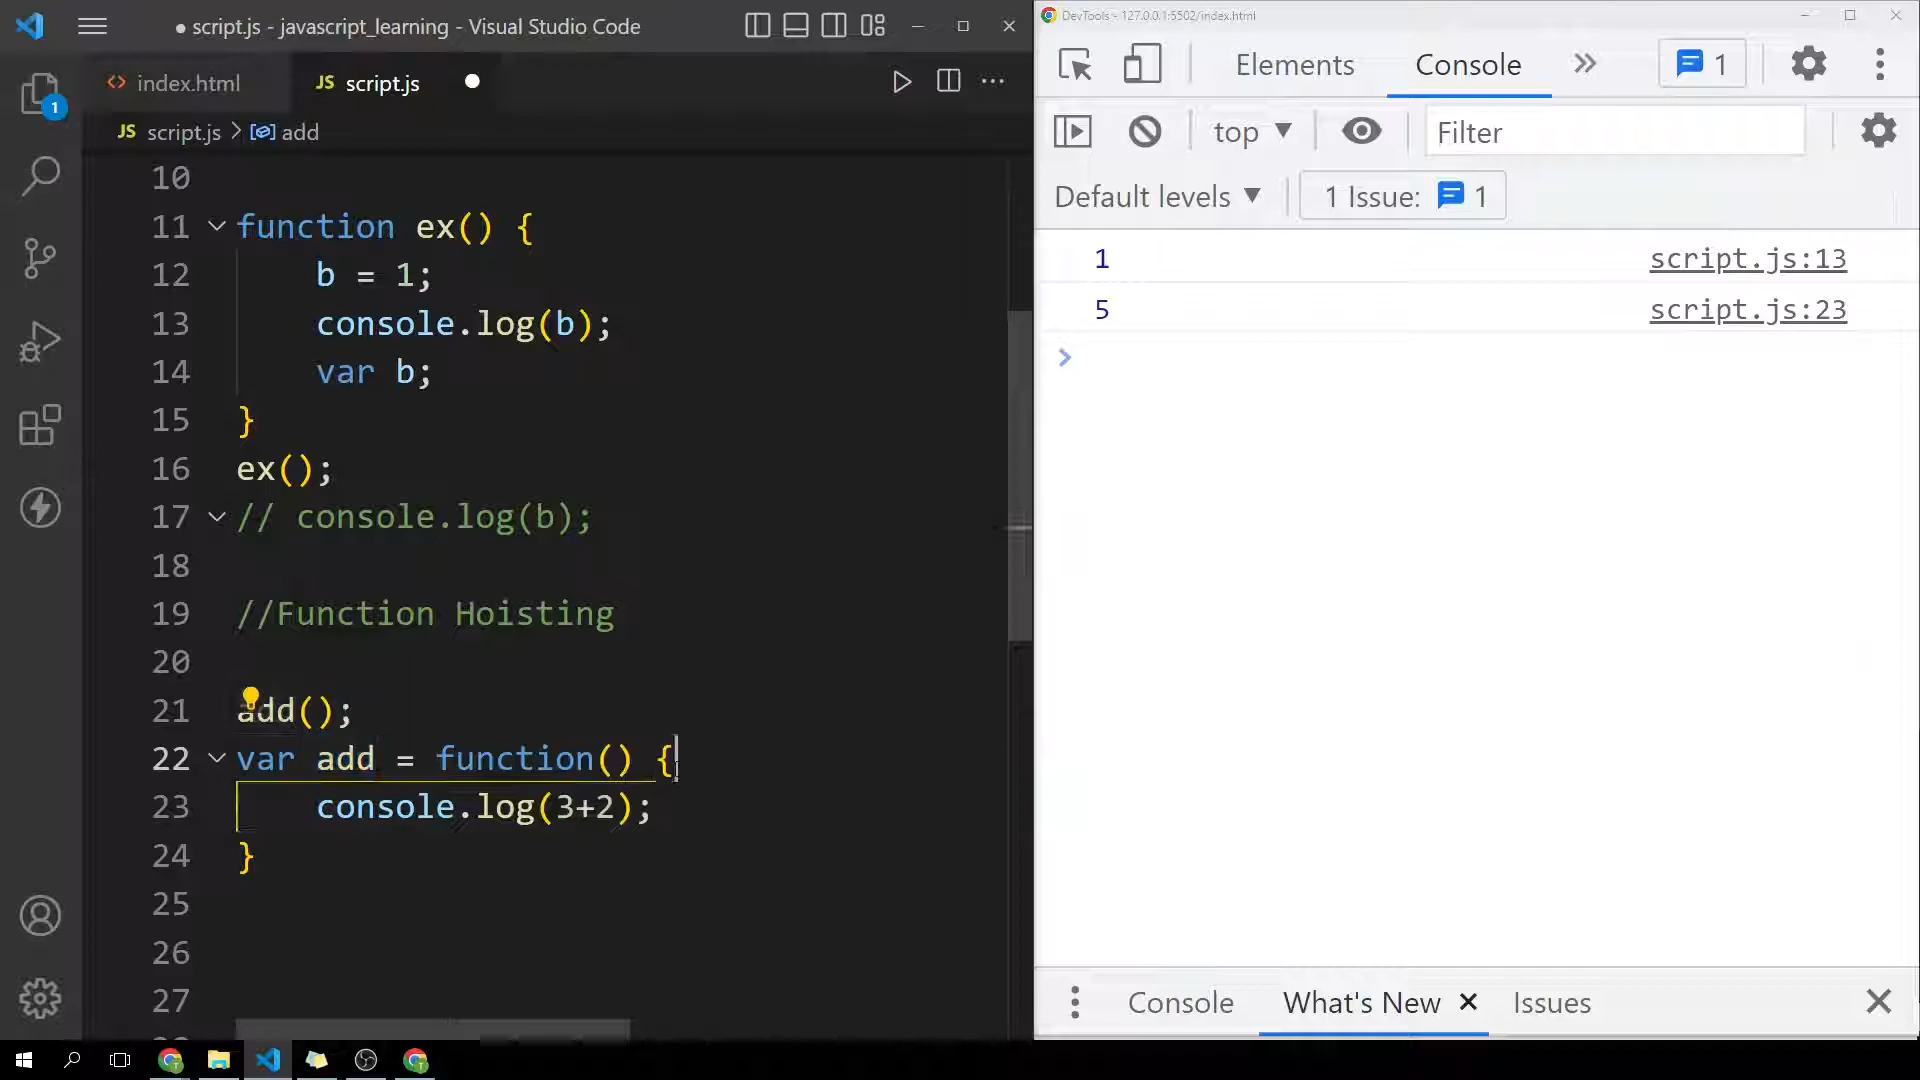 ● script.js - javascript_learning - Visual Studio Code
1
<> index.html
JS script.js ●
JS script.js > add
10
11 function ex() {
12 b = 1;
13 console.log(b);
14 var b;
15 }
16 ex();
17 // console.log(b);
18
19 //Function Hoisting
20
21 add();
22 var add = function() {
23 console.log(3+2);
24 }
25
26
27
DevTools - 127.0.0.1:5502/index.html
Elements Console » 1
top ▼ Filter
Default levels ▼ 1 Issue: 1
1 script.js:13
5 script.js:23
>
Console What's New × Issues